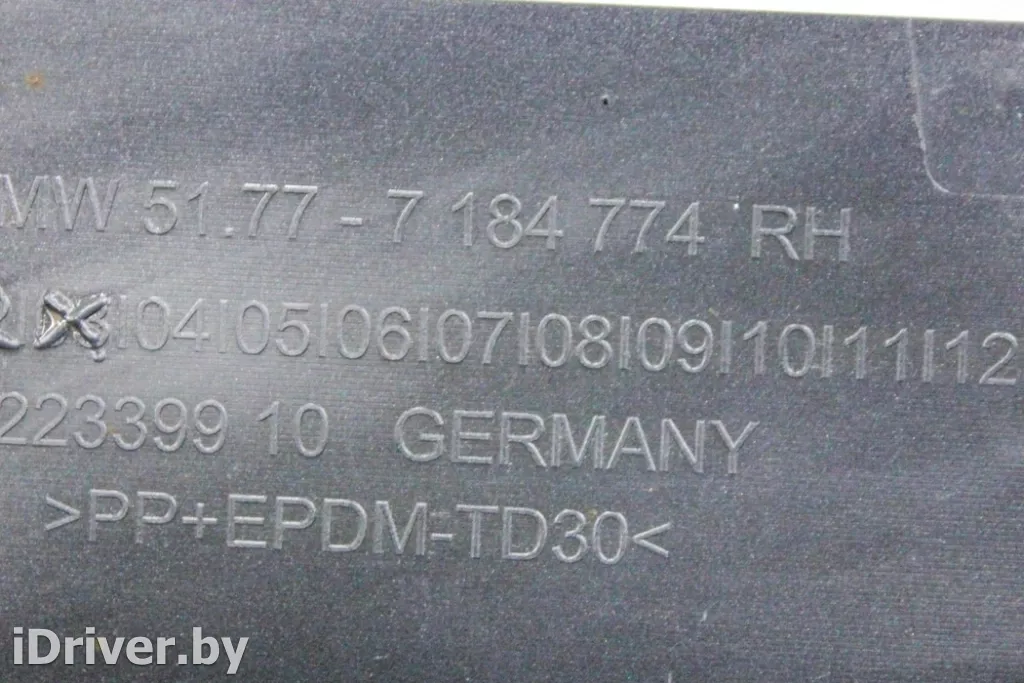 MW 51.77 - 7 184 774 RH
|04|05|06|07|08|09|10|11|12
223399 10 GERMANY
>PP+EPDM-TD30<
iDriver.by